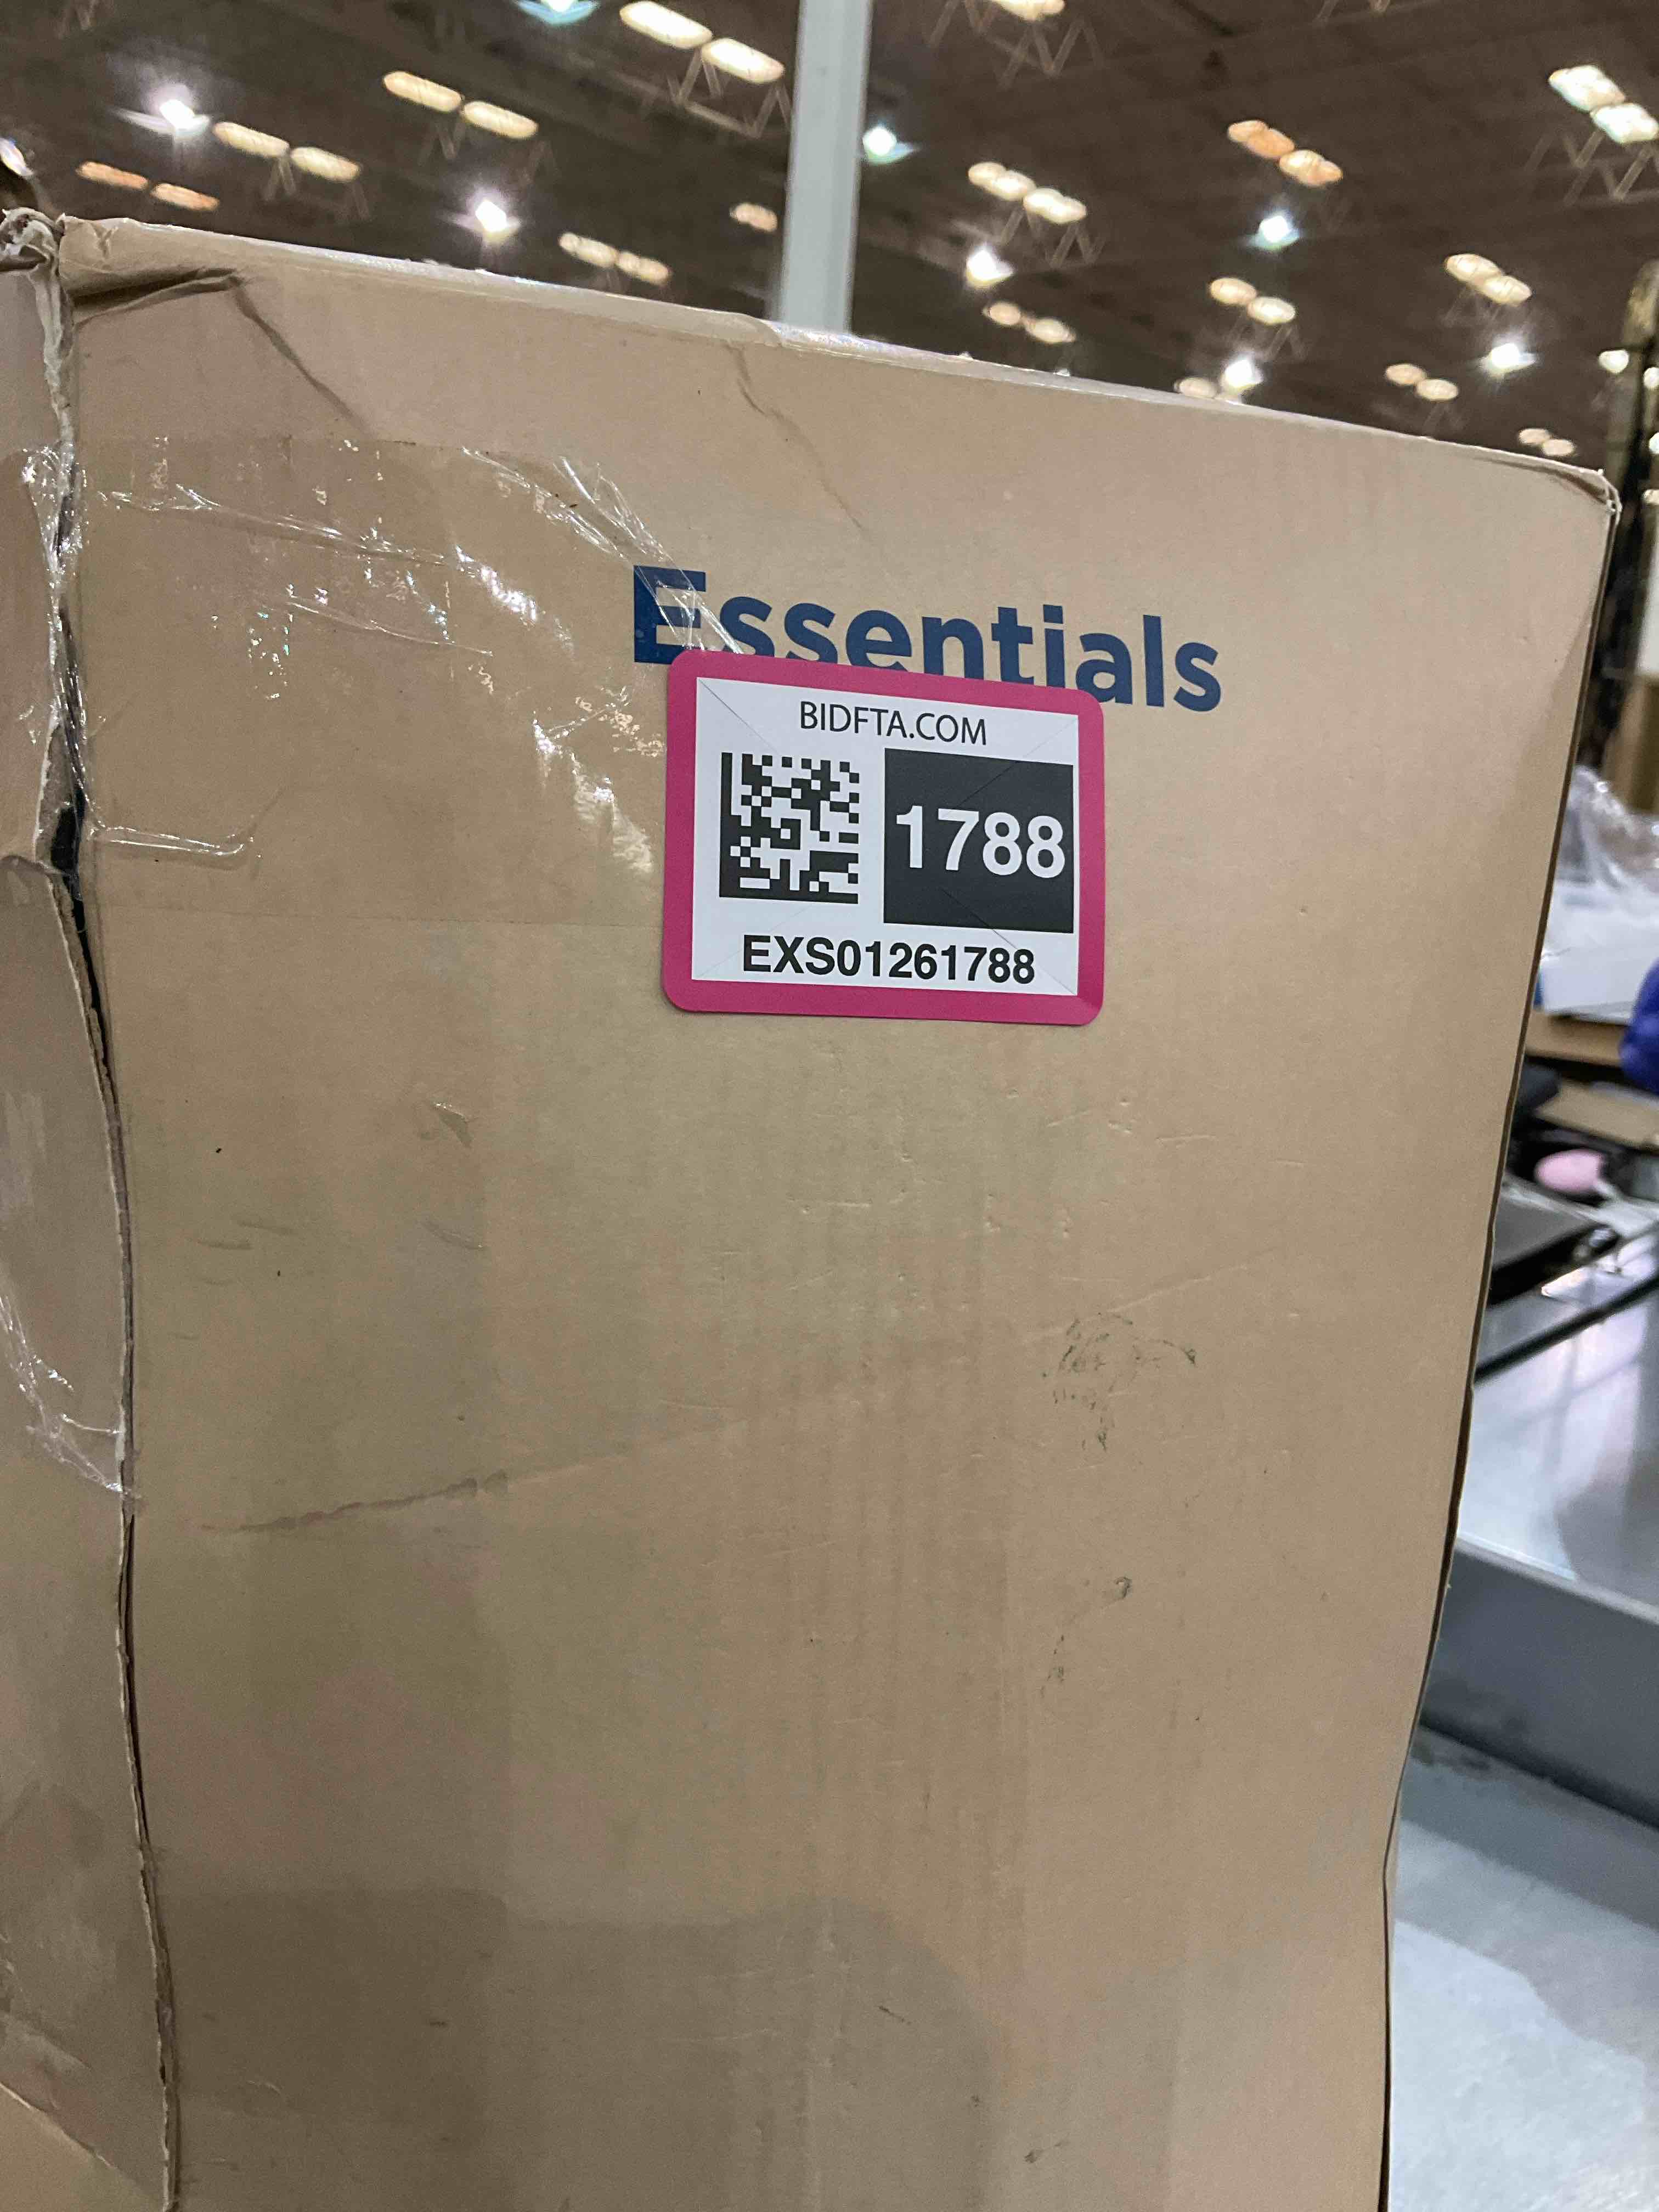 Essentials
BIDFTA.COM
1788
EXS01261788